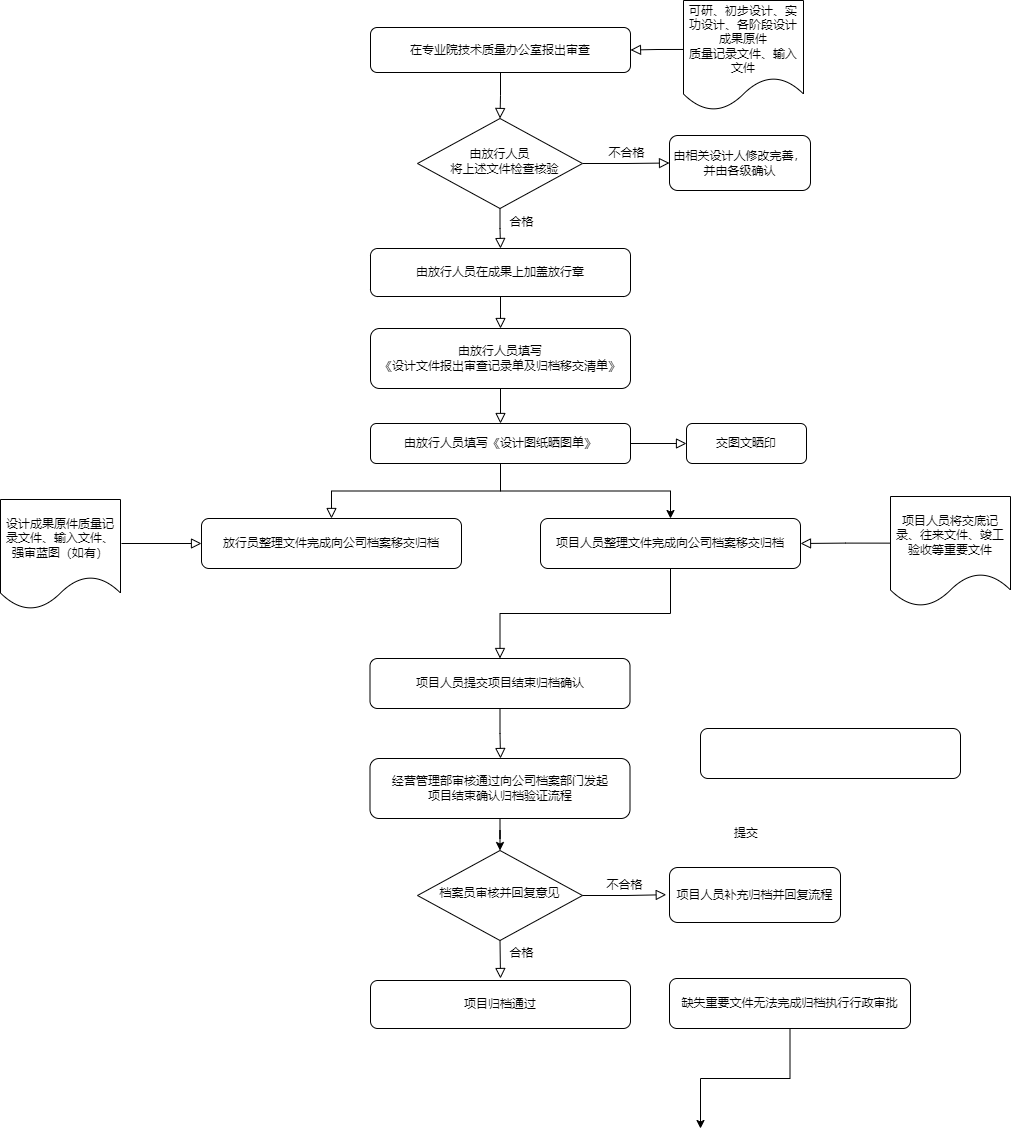 可研、初步设计、实
功设计、各阶段设计
成果原件
质量记录文件、输入
文件
在专业院技术质量办公室报出审查
由放行人员
将上述文件检查核验
不合格
由相关设计人修改完善，
并由各级确认
合格
由放行人员在成果上加盖放行章
由放行人员填写
《设计文件报出审查记录单及归档移交清单》
由放行人员填写《设计图纸晒图单》
交图文晒印
设计成果原件质量记
录文件、输入文件、
强审蓝图（如有）
放行员整理文件完成向公司档案移交归档
项目人员整理文件完成向公司档案移交归档
项目人员将交底记
录、往来文件、竣工
验收等重要文件
项目人员提交项目结束归档确认
经营管理部审核通过向公司档案部门发起
项目结束确认归档验证流程
提交
档案员审核并回复意见
不合格
项目人员补充归档并回复流程
合格
项目归档通过
缺失重要文件无法完成归档执行行政审批